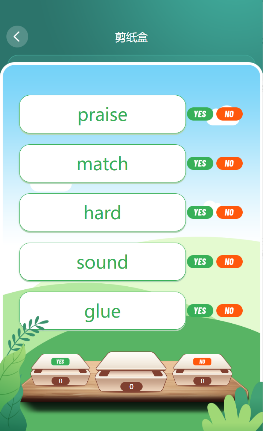 剪纸盒
praise YES NO
match YES NO
hard YES NO
sound YES NO
glue YES NO
YES NO
0 0 0